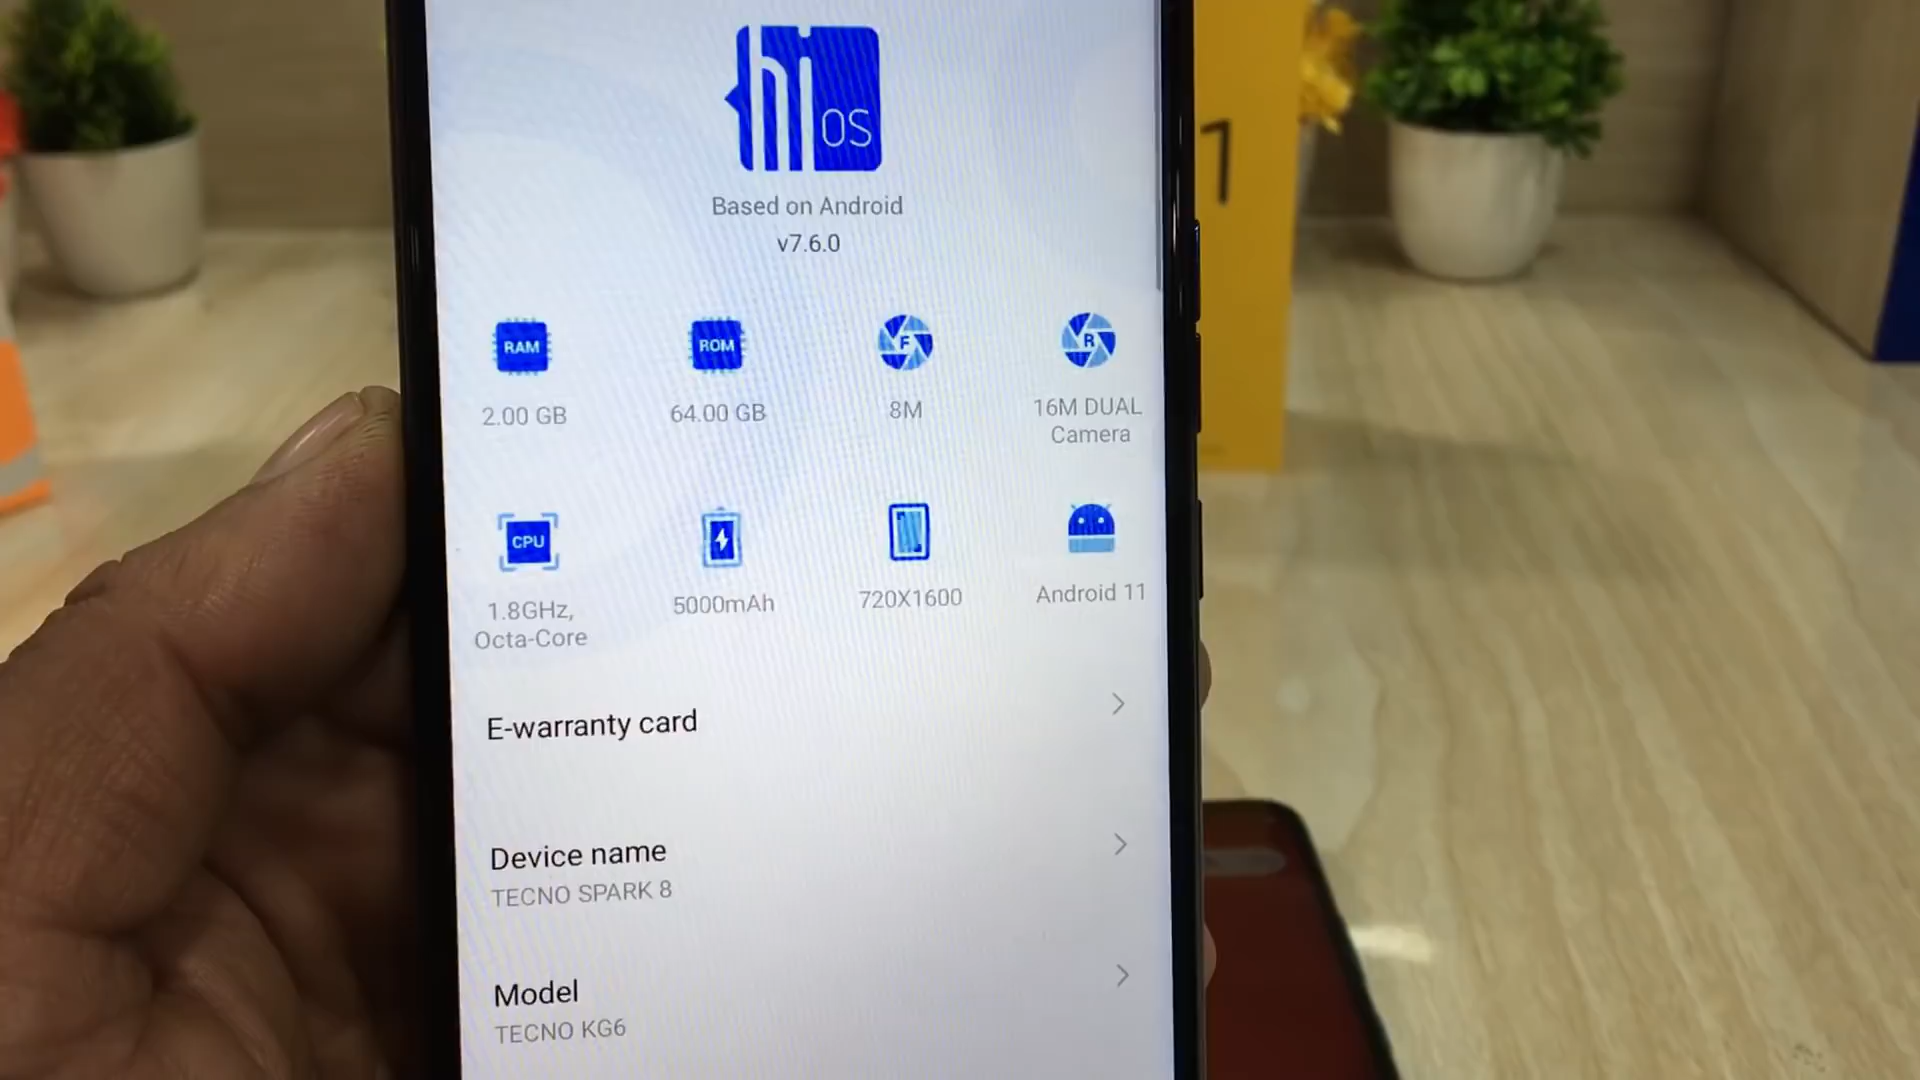 hi OS
Based on Android
v7.6.0
RAM
ROM
F
R
2.00 GB
64.00 GB
8M
16M DUAL
Camera
CPU
1.8GHz,
Octa-Core
5000mAh
720X1600
Android 11
E-warranty card
Device name
TECNO SPARK 8
Model
TECNO KG6
1